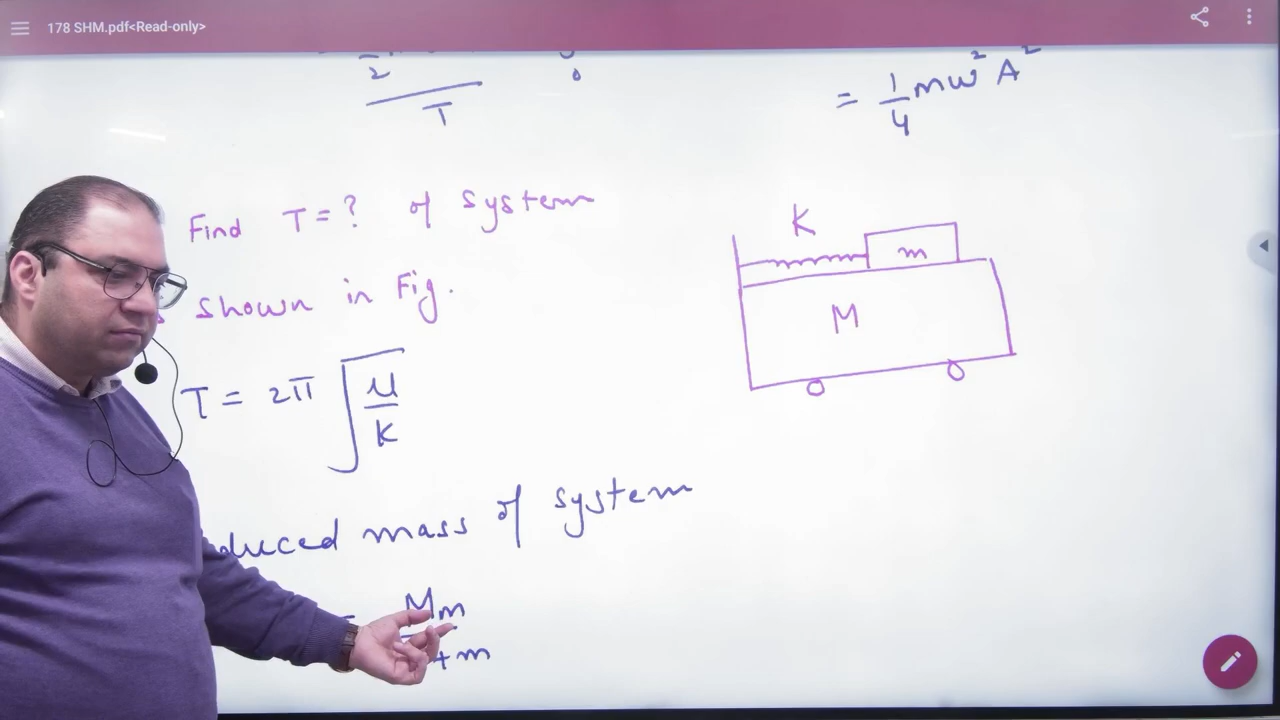 178 SHM.pdf<Read-only>
2
T
= 1/4 mω² A²
Find T = ? of system
shown in Fig.
T = 2π √(μ/K)
duced mass of system
= Mm
+m
K
m
M